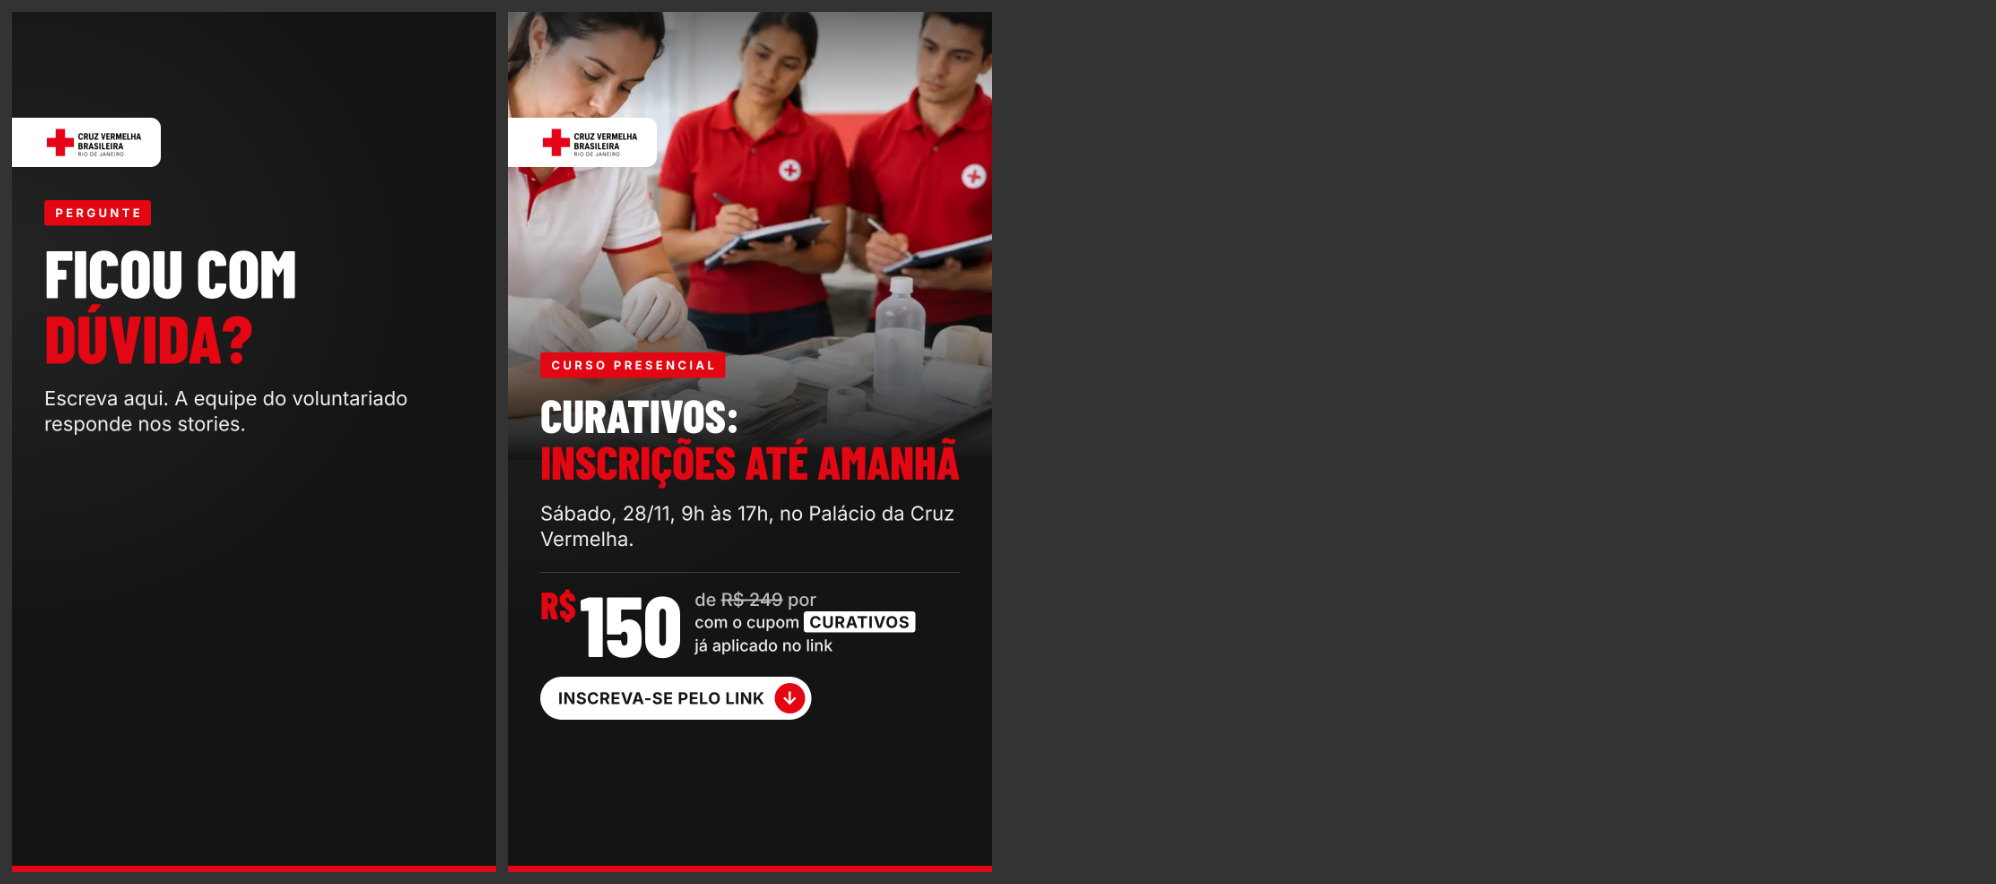 CRUZ VERMELHA
BRASILEIRA
RIO DE JANEIRO
PERGUNTE
FICOU COM
DÚVIDA?
Escreva aqui. A equipe do voluntariado
responde nos stories.
CRUZ VERMELHA
BRASILEIRA
RIO DE JANEIRO
CURSO PRESENCIAL
CURATIVOS:
INSCRIÇÕES ATÉ AMANHÃ
Sábado, 28/11, 9h às 17h, no Palácio da Cruz
Vermelha.
R$150
de R$ 249 por
com o cupom CURATIVOS
já aplicado no link
INSCREVA-SE PELO LINK